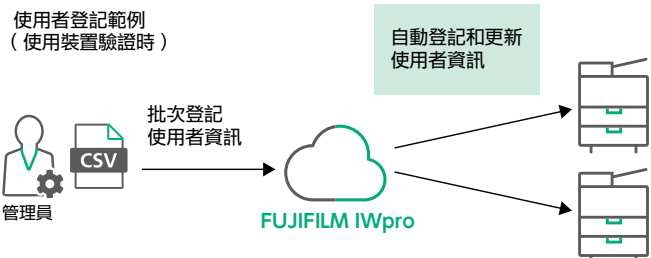 使用者登記範例
（使用裝置驗證時）
自動登記和更新
使用者資訊
批次登記
使用者資訊
CSV
管理員
FUJIFILM IWpro